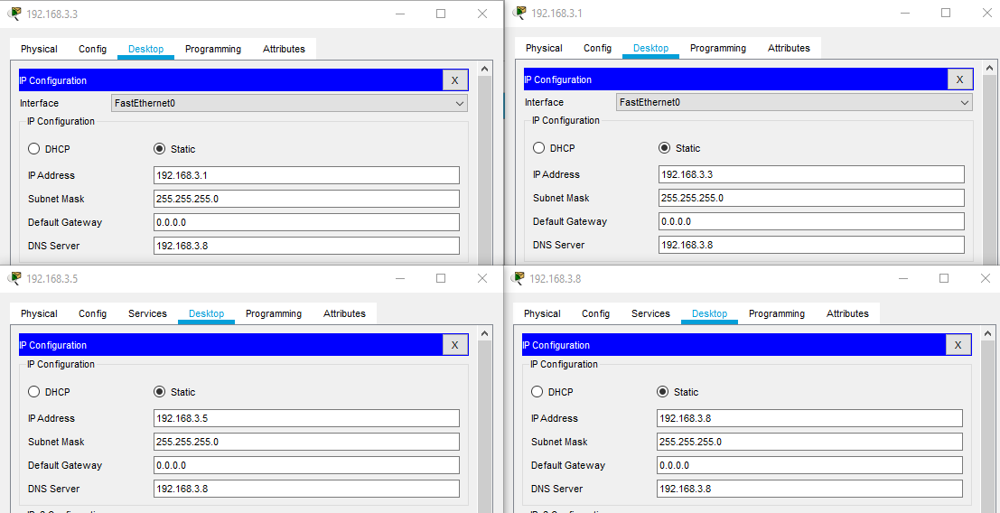 192.168.3.3
Physical Config Desktop Programming Attributes
IP Configuration X
Interface FastEthernet0
IP Configuration
DHCP Static
IP Address 192.168.3.1
Subnet Mask 255.255.255.0
Default Gateway 0.0.0.0
DNS Server 192.168.3.8
192.168.3.1
Physical Config Desktop Programming Attributes
IP Configuration X
Interface FastEthernet0
IP Configuration
DHCP Static
IP Address 192.168.3.3
Subnet Mask 255.255.255.0
Default Gateway 0.0.0.0
DNS Server 192.168.3.8
192.168.3.5
Physical Config Services Desktop Programming Attributes
IP Configuration X
IP Configuration
DHCP Static
IP Address 192.168.3.5
Subnet Mask 255.255.255.0
Default Gateway 0.0.0.0
DNS Server 192.168.3.8
192.168.3.8
Physical Config Services Desktop Programming Attributes
IP Configuration X
IP Configuration
DHCP Static
IP Address 192.168.3.8
Subnet Mask 255.255.255.0
Default Gateway 0.0.0.0
DNS Server 192.168.3.8